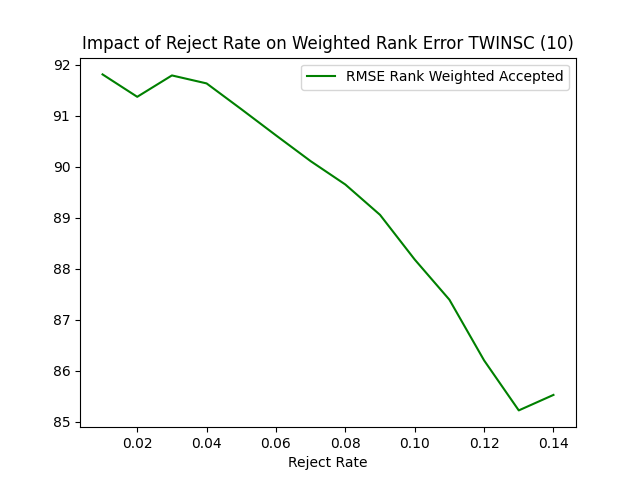 Impact of Reject Rate on Weighted Rank Error TWINSC (10)
RMSE Rank Weighted Accepted
92
91
90
89
88
87
86
85
0.02 0.04 0.06 0.08 0.10 0.12 0.14
Reject Rate